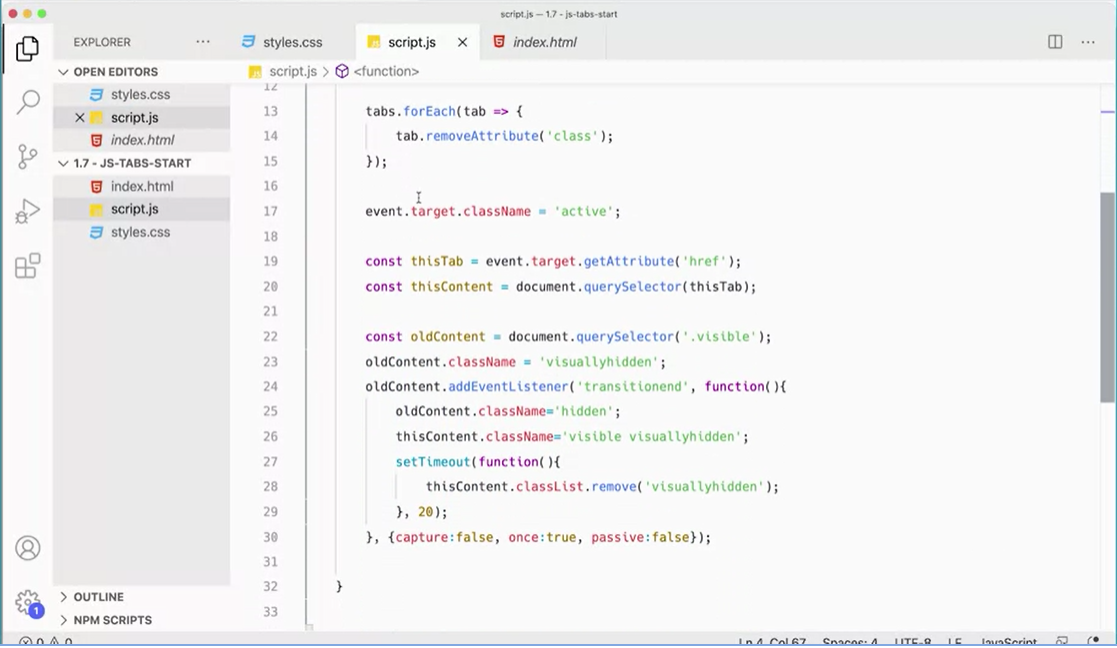 script.js — 1.7 - js-tabs-start
EXPLORER
styles.css
script.js
index.html
OPEN EDITORS
styles.css
script.js
index.html
1.7 - JS-TABS-START
index.html
script.js
styles.css
OUTLINE
NPM SCRIPTS
1
script.js > <function>
12
13 tabs.forEach(tab => {
14 tab.removeAttribute('class');
15 });
16
17 event.target.className = 'active';
18
19 const thisTab = event.target.getAttribute('href');
20 const thisContent = document.querySelector(thisTab);
21
22 const oldContent = document.querySelector('.visible');
23 oldContent.className = 'visuallyhidden';
24 oldContent.addEventListener('transitionend', function(){
25 oldContent.className='hidden';
26 thisContent.className='visible visuallyhidden';
27 setTimeout(function(){
28 thisContent.classList.remove('visuallyhidden');
29 }, 20);
30 }, {capture:false, once:true, passive:false});
31
32 }
33
0 0 Ln 4, Col 67 Spaces: 4 UTF-8 LF JavaScript